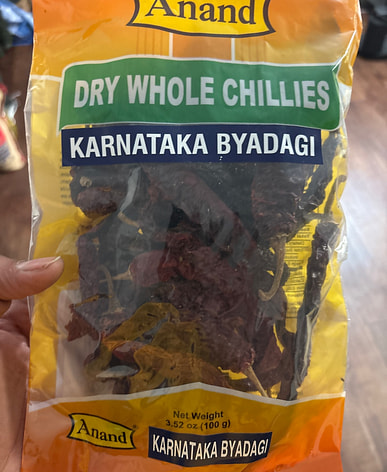 Anand
DRY WHOLE CHILLIES
KARNATAKA BYADAGI
Net.Weight
3.52 oz (100 g)
Anand
KARNATAKA BYADAGI